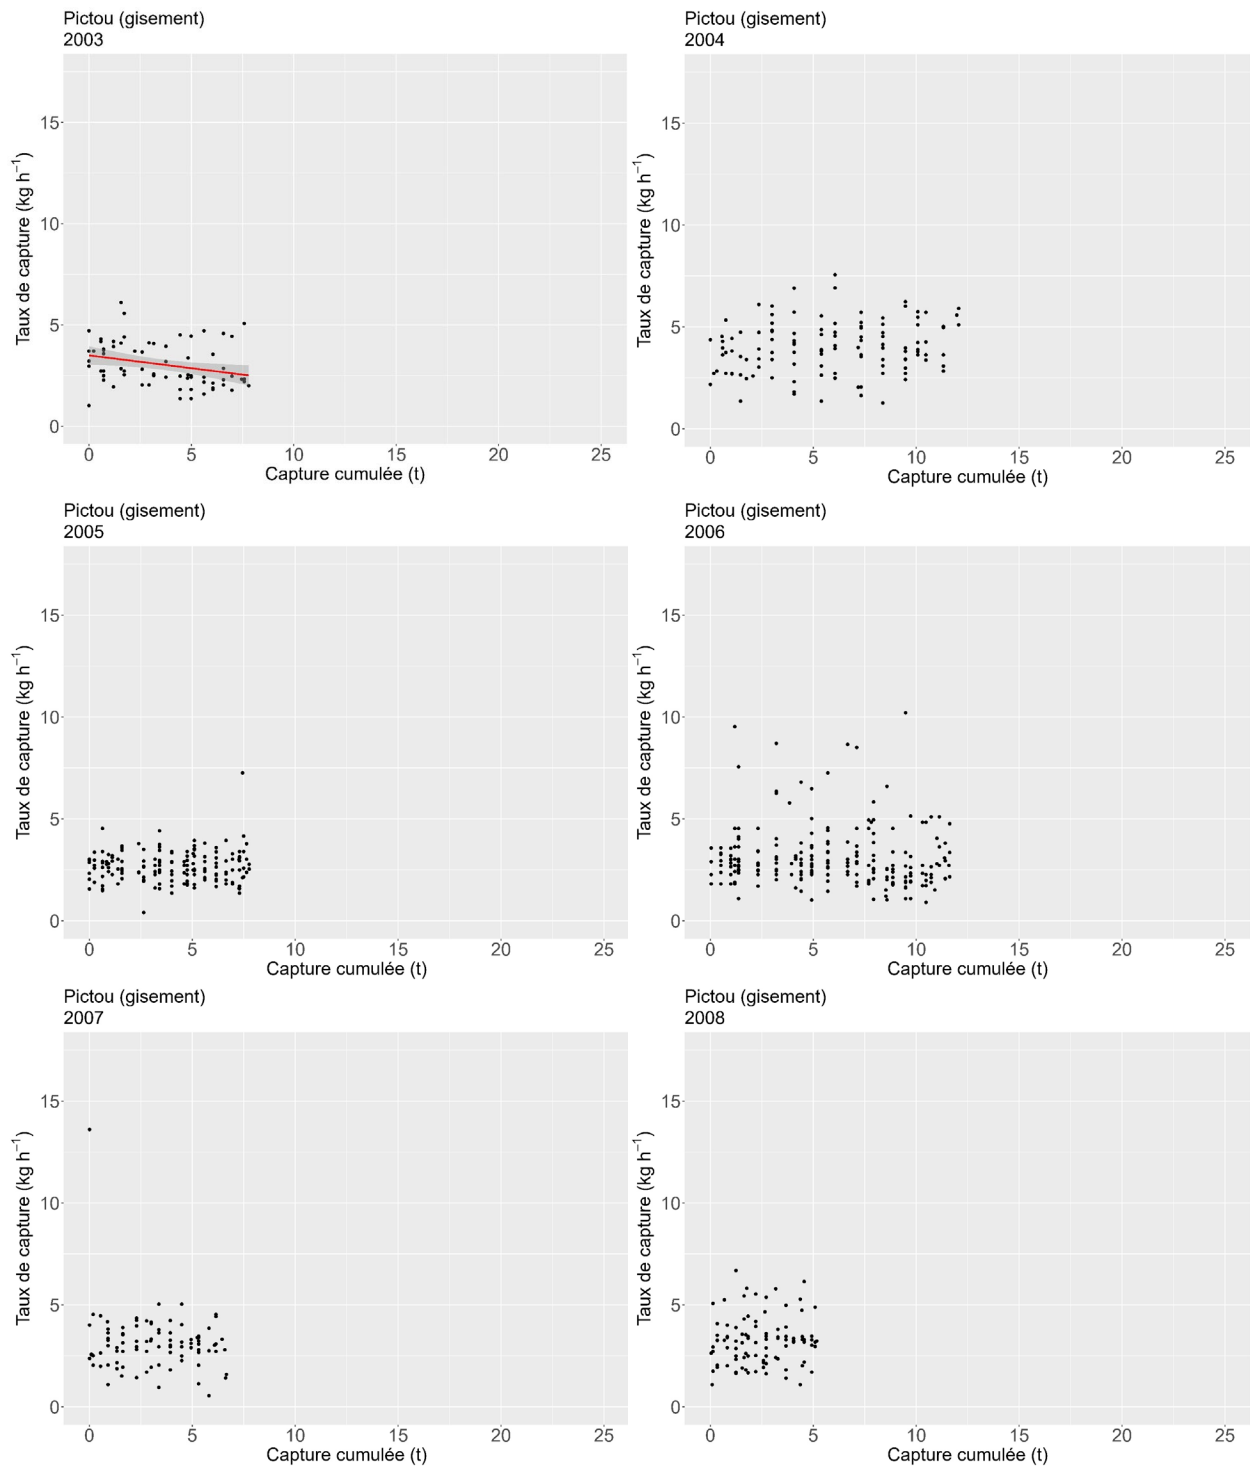 Pictou (gisement)
2003
Taux de capture (kg h⁻¹)
15
10
5
0
0 5 10 15 20 25
Capture cumulée (t)
Pictou (gisement)
2004
Taux de capture (kg h⁻¹)
15
10
5
0
0 5 10 15 20 25
Capture cumulée (t)
Pictou (gisement)
2005
Taux de capture (kg h⁻¹)
15
10
5
0
0 5 10 15 20 25
Capture cumulée (t)
Pictou (gisement)
2006
Taux de capture (kg h⁻¹)
15
10
5
0
0 5 10 15 20 25
Capture cumulée (t)
Pictou (gisement)
2007
Taux de capture (kg h⁻¹)
15
10
5
0
0 5 10 15 20 25
Capture cumulée (t)
Pictou (gisement)
2008
Taux de capture (kg h⁻¹)
15
10
5
0
0 5 10 15 20 25
Capture cumulée (t)